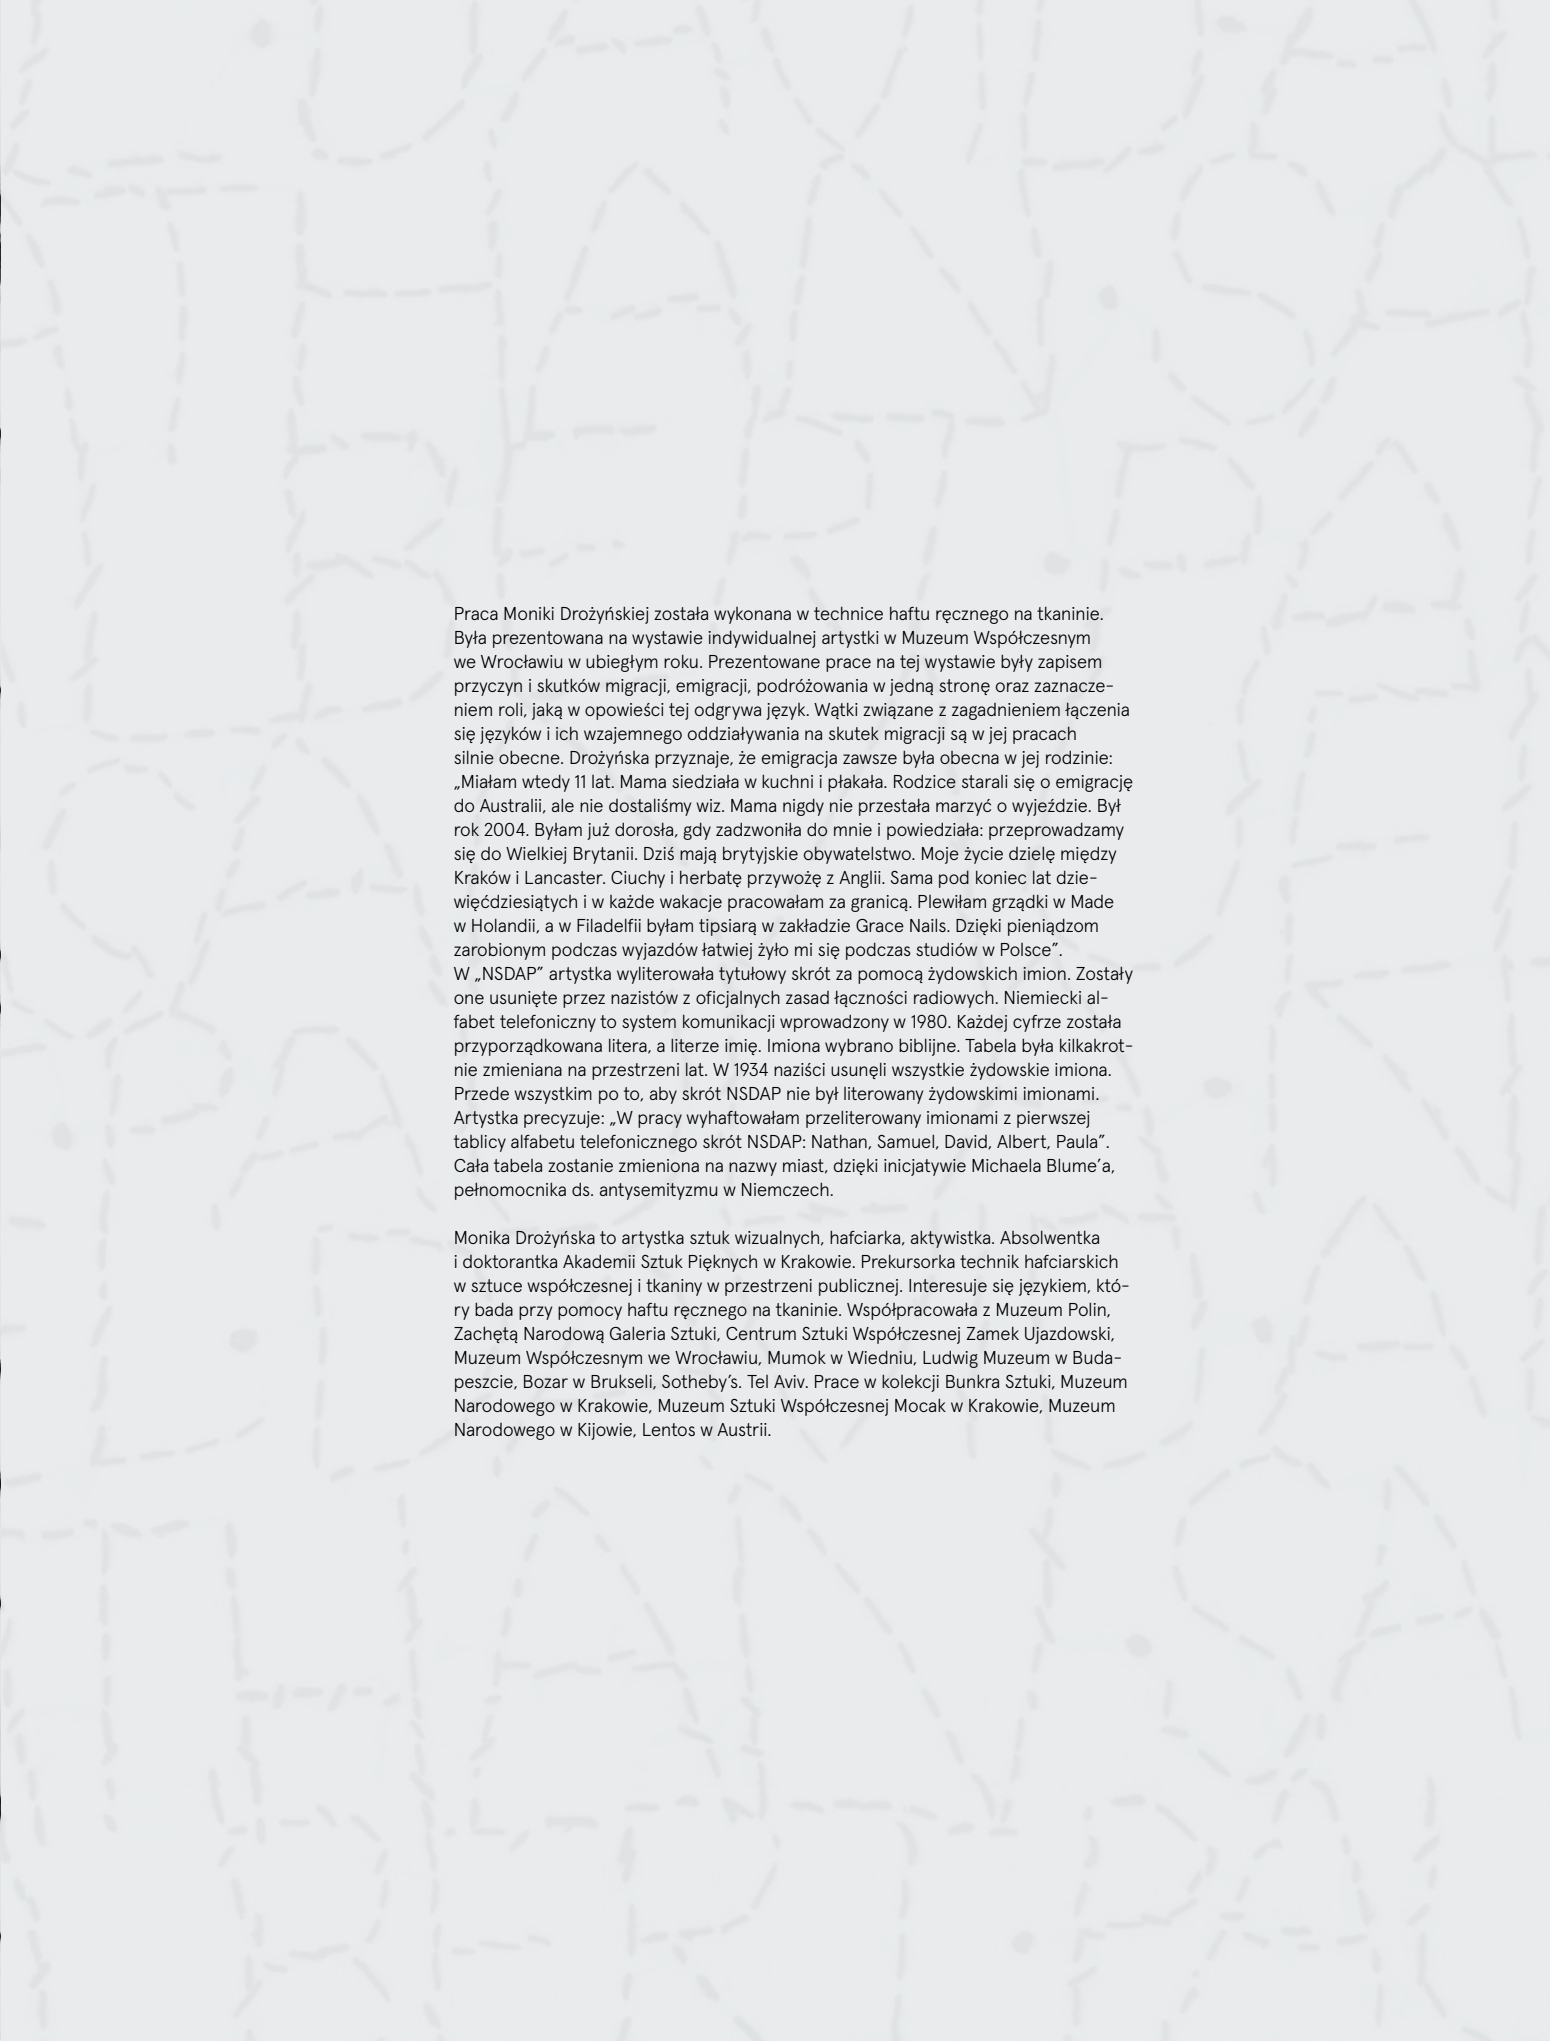 Praca Moniki Drożyńskiej została wykonana w technice haftu ręcznego na tkaninie.
Była prezentowana na wystawie indywidualnej artystki w Muzeum Współczesnym
we Wrocławiu w ubiegłym roku. Prezentowane prace na tej wystawie były zapisem
przyczyn i skutków migracji, emigracji, podróżowania w jedną stronę oraz zaznacze-
niem roli, jaką w opowieści tej odgrywa język. Wątki związane z zagadnieniem łączenia
się języków i ich wzajemnego oddziaływania na skutek migracji są w jej pracach
silnie obecne. Drożyńska przyznaje, że emigracja zawsze była obecna w jej rodzinie:
„Miałam wtedy 11 lat. Mama siedziała w kuchni i płakała. Rodzice starali się o emigrację
do Australii, ale nie dostaliśmy wiz. Mama nigdy nie przestała marzyć o wyjeździe. Był
rok 2004. Byłam już dorosła, gdy zadzwoniła do mnie i powiedziała: przeprowadzamy
się do Wielkiej Brytanii. Dziś mają brytyjskie obywatelstwo. Moje życie dzielę między
Kraków i Lancaster. Ciuchy i herbatę przywożę z Anglii. Sama pod koniec lat dzie-
więćdziesiątych i w każde wakacje pracowałam za granicą. Plewiłam grządki w Made
w Holandii, a w Filadelfii byłam tipsiarą w zakładzie Grace Nails. Dzięki pieniądzom
zarobionym podczas wyjazdów łatwiej żyło mi się podczas studiów w Polsce”.
W „NSDAP” artystka wyliterowała tytułowy skrót za pomocą żydowskich imion. Zostały
one usunięte przez nazistów z oficjalnych zasad łączności radiowych. Niemiecki al-
fabet telefoniczny to system komunikacji wprowadzony w 1980. Każdej cyfrze została
przyporządkowana litera, a literze imię. Imiona wybrano biblijne. Tabela była kilkakrot-
nie zmieniana na przestrzeni lat. W 1934 naziści usunęli wszystkie żydowskie imiona.
Przede wszystkim po to, aby skrót NSDAP nie był literowany żydowskimi imionami.
Artystka precyzuje: „W pracy wyhaftowałam przeliterowany imionami z pierwszej
tablicy alfabetu telefonicznego skrót NSDAP: Nathan, Samuel, David, Albert, Paula”.
Cała tabela zostanie zmieniona na nazwy miast, dzięki inicjatywie Michaela Blume’a,
pełnomocnika ds. antysemityzmu w Niemczech.
Monika Drożyńska to artystka sztuk wizualnych, hafciarka, aktywistka. Absolwentka
i doktorantka Akademii Sztuk Pięknych w Krakowie. Prekursorka technik hafciarskich
w sztuce współczesnej i tkaniny w przestrzeni publicznej. Interesuje się językiem, któ-
ry bada przy pomocy haftu ręcznego na tkaninie. Współpracowała z Muzeum Polin,
Zachętą Narodową Galeria Sztuki, Centrum Sztuki Współczesnej Zamek Ujazdowski,
Muzeum Współczesnym we Wrocławiu, Mumok w Wiedniu, Ludwig Muzeum w Buda-
peszcie, Bozar w Brukseli, Sotheby’s. Tel Aviv. Prace w kolekcji Bunkra Sztuki, Muzeum
Narodowego w Krakowie, Muzeum Sztuki Współczesnej Mocak w Krakowie, Muzeum
Narodowego w Kijowie, Lentos w Austrii.